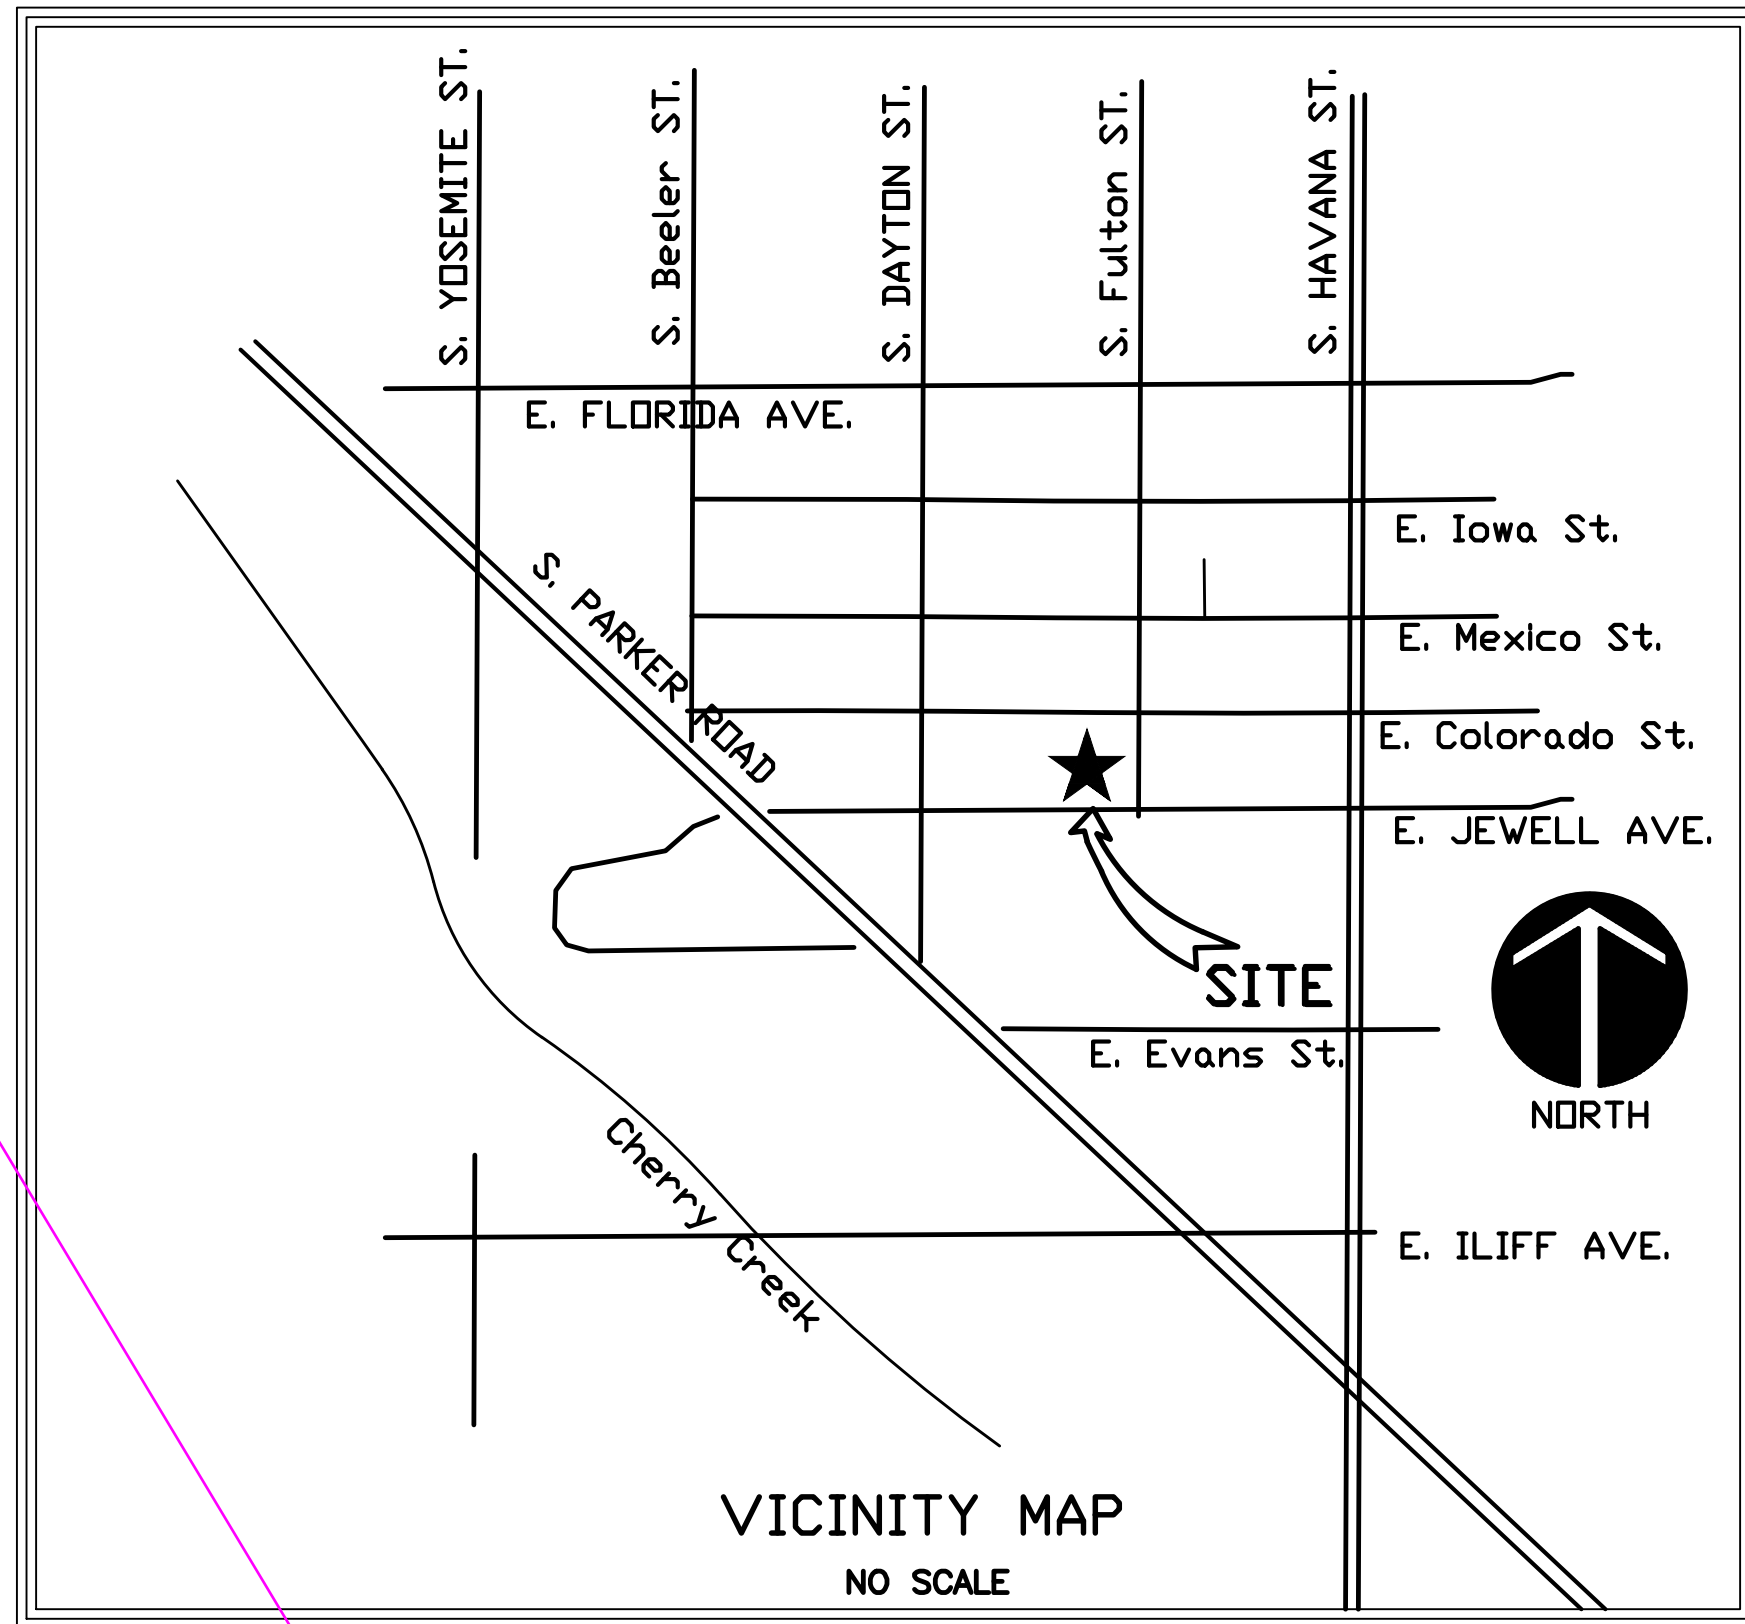 S. YOSEMITE ST.
S. Beeler ST.
S. DAYTON ST.
S. Fulton ST.
S. HAVANA ST.
E. FLORIDA AVE.
E. Iowa St.
S. PARKER ROAD
E. Mexico St.
E. Colorado St.
E. JEWELL AVE.
SITE
E. Evans St.
NORTH
Cherry Creek
E. ILIFF AVE.
VICINITY MAP
NO SCALE